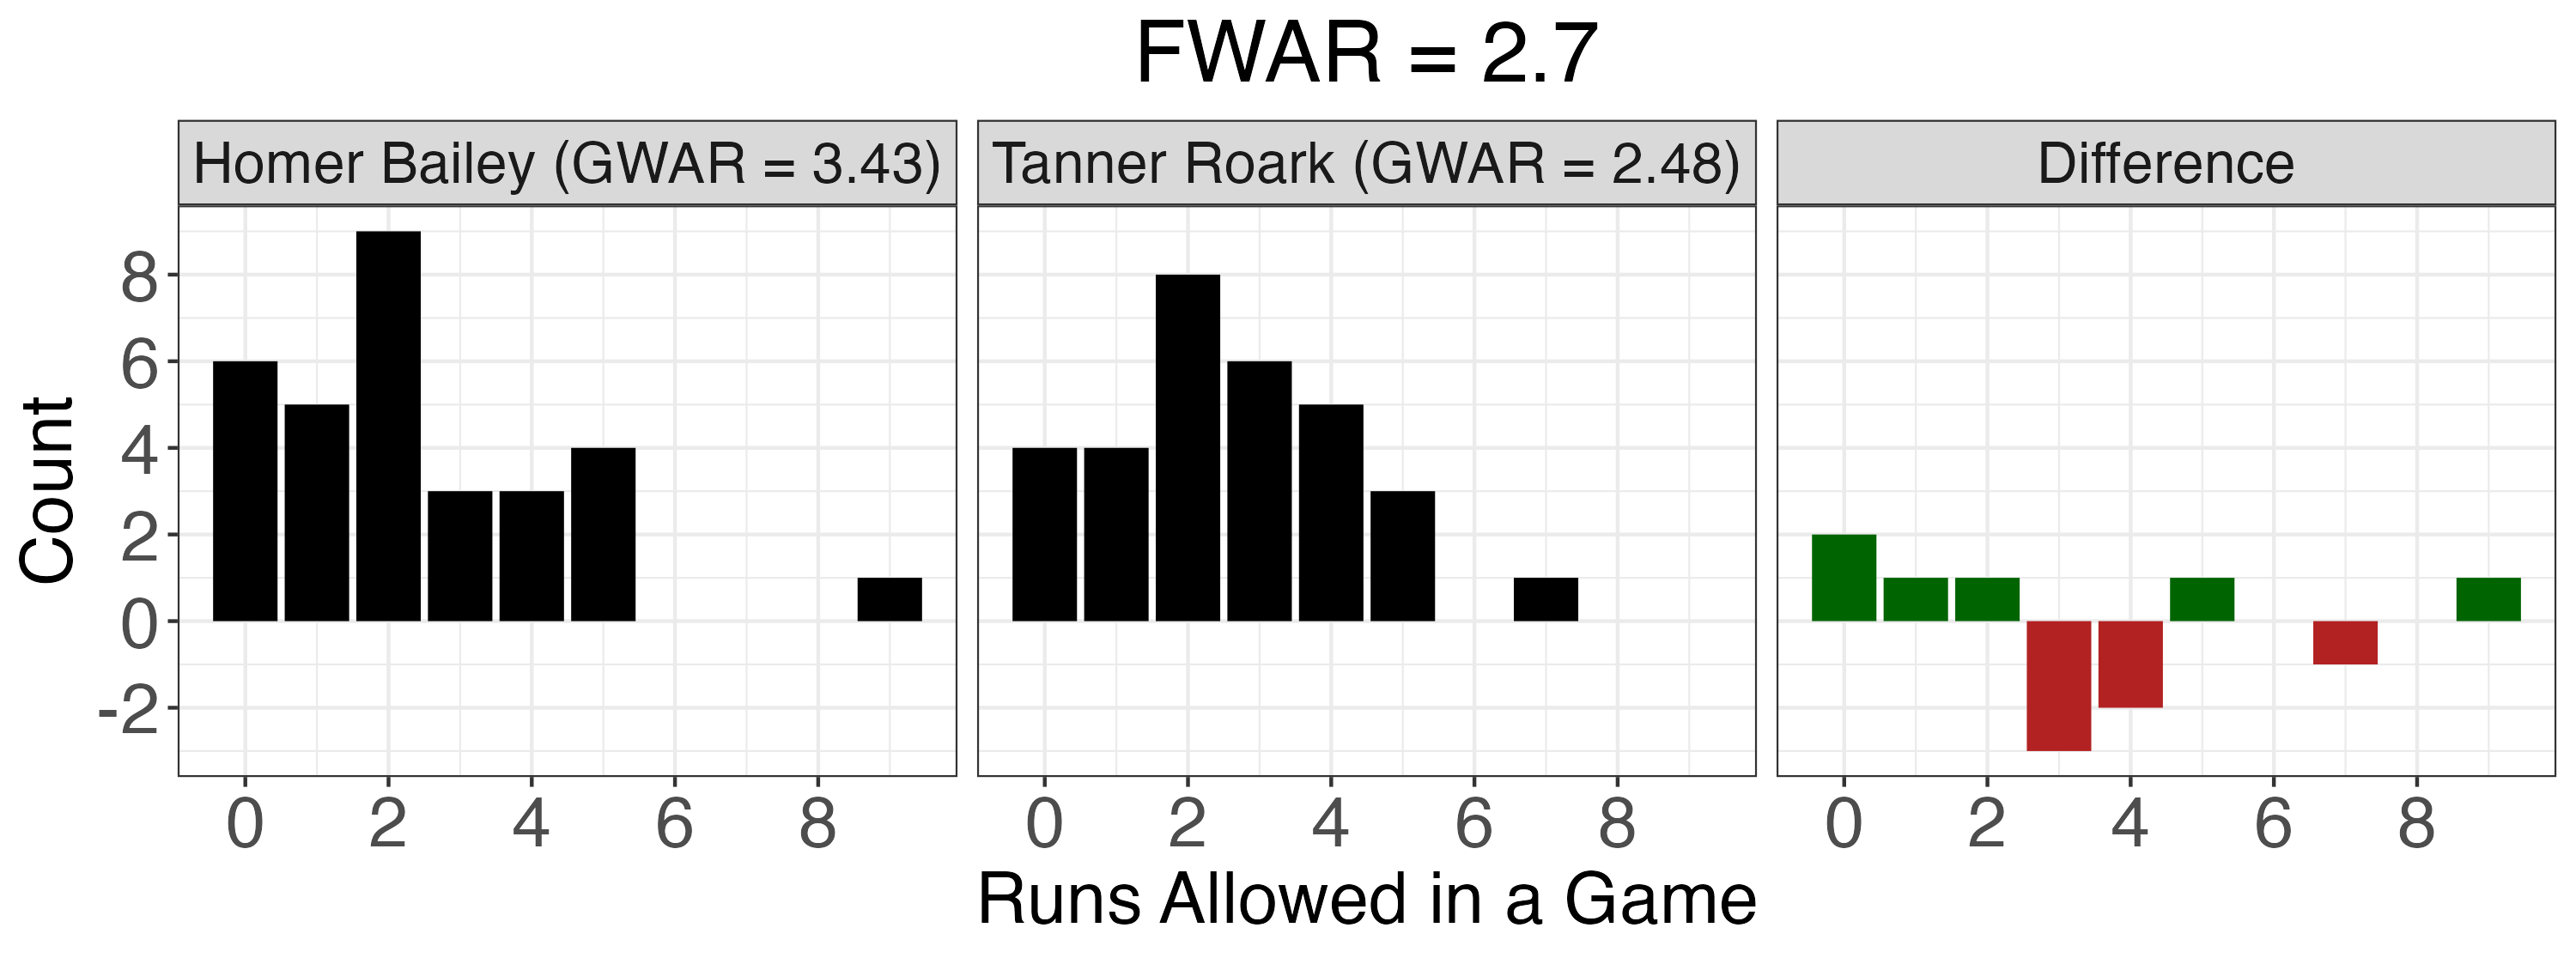 FWAR = 2.7
Homer Bailey (GWAR = 3.43)
Tanner Roark (GWAR = 2.48)
Difference
Count
8
6
4
2
0
-2
0 2 4 6 8
0 2 4 6 8
0 2 4 6 8
Runs Allowed in a Game